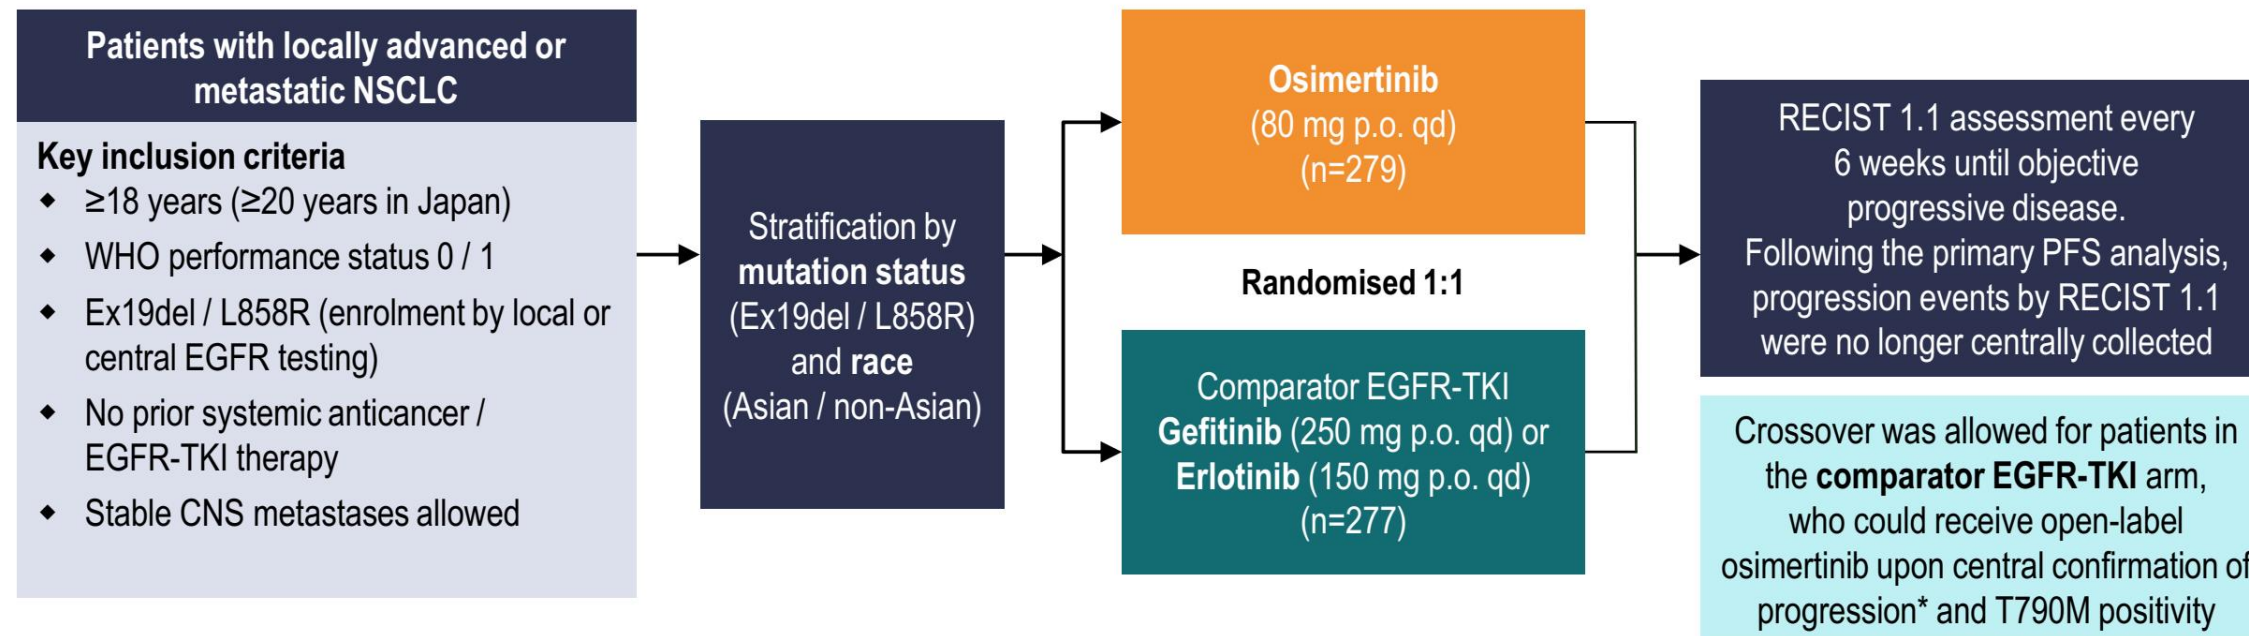 Patients with locally advanced or
metastatic NSCLC
Key inclusion criteria
◆ ≥18 years (≥20 years in Japan)
◆ WHO performance status 0 / 1
◆ Ex19del / L858R (enrolment by local or
central EGFR testing)
◆ No prior systemic anticancer /
EGFR-TKI therapy
◆ Stable CNS metastases allowed
Stratification by
mutation status
(Ex19del / L858R)
and race
(Asian / non-Asian)
Osimertinib
(80 mg p.o. qd)
(n=279)
Randomised 1:1
Comparator EGFR-TKI
Gefitinib (250 mg p.o. qd) or
Erlotinib (150 mg p.o. qd)
(n=277)
RECIST 1.1 assessment every
6 weeks until objective
progressive disease.
Following the primary PFS analysis,
progression events by RECIST 1.1
were no longer centrally collected
Crossover was allowed for patients in
the comparator EGFR-TKI arm,
who could receive open-label
osimertinib upon central confirmation of
progression* and T790M positivity